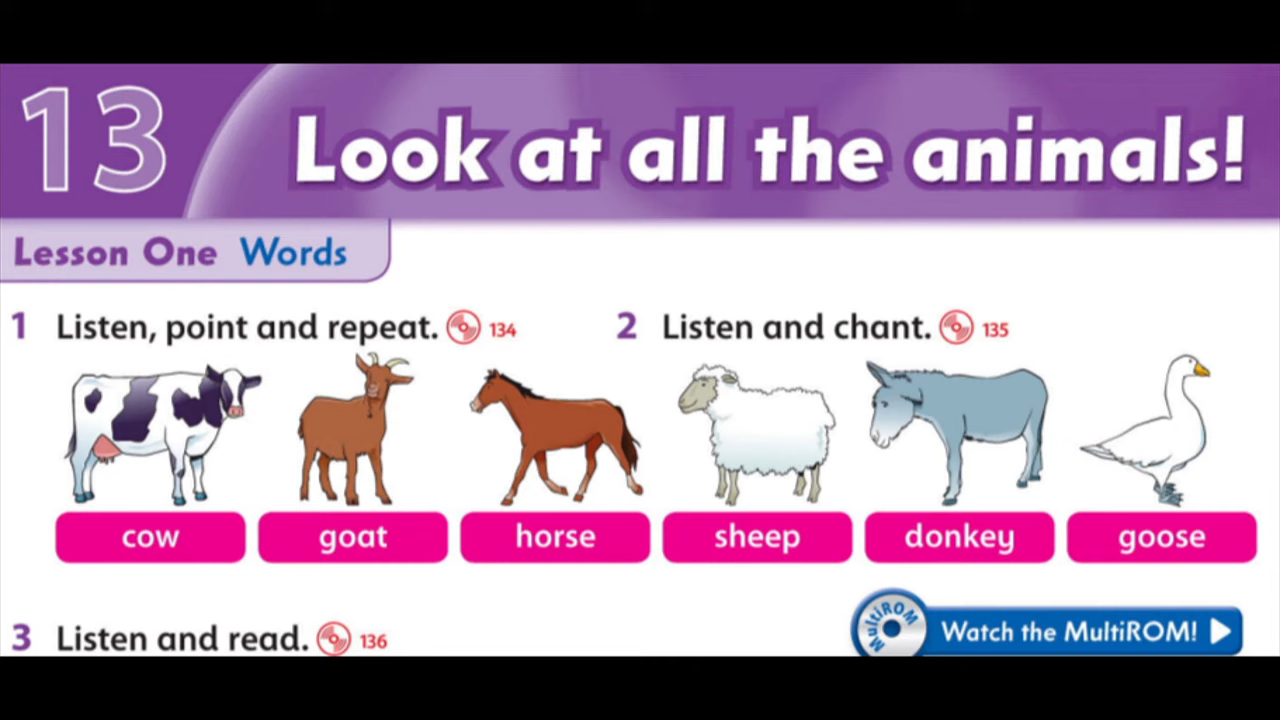 13
Look at all the animals!
Lesson One Words
1 Listen, point and repeat. 134
2 Listen and chant. 135
cow
goat
horse
sheep
donkey
goose
3 Listen and read. 136
MultiROM
Watch the MultiROM!